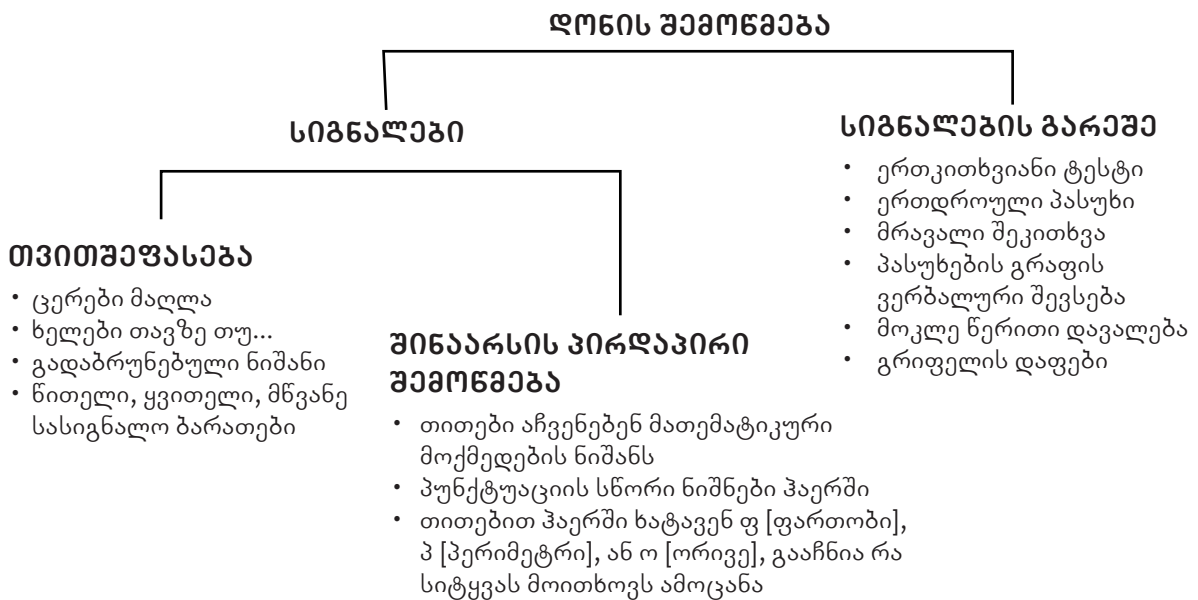 დონის შემოწმება
სიგნალები
სიგნალების გარეშე
• ერთკითხვიანი ტესტი
• ერთდროული პასუხი
• მრავალი შეკითხვა
• პასუხების გრაფის
ვერბალური შევსება
• მოკლე წერითი დავალება
• გრიფელის დაფები
თვითშეფასება
• ცერები მაღლა
• ხელები თავზე თუ...
• გადაბრუნებული ნიშანი
• წითელი, ყვითელი, მწვანე
სასიგნალო ბარათები
შინაარსის პირდაპირი
შემოწმება
• თითები აჩვენებენ მათემატიკური
მოქმედების ნიშანს
• პუნქტუაციის სწორი ნიშნები ჰაერში
• თითებით ჰაერში ხატავენ ფ [ფართობი],
პ [პერიმეტრი], ან ო [ორივე], გააჩნია რა
სიტყვას მოითხოვს ამოცანა